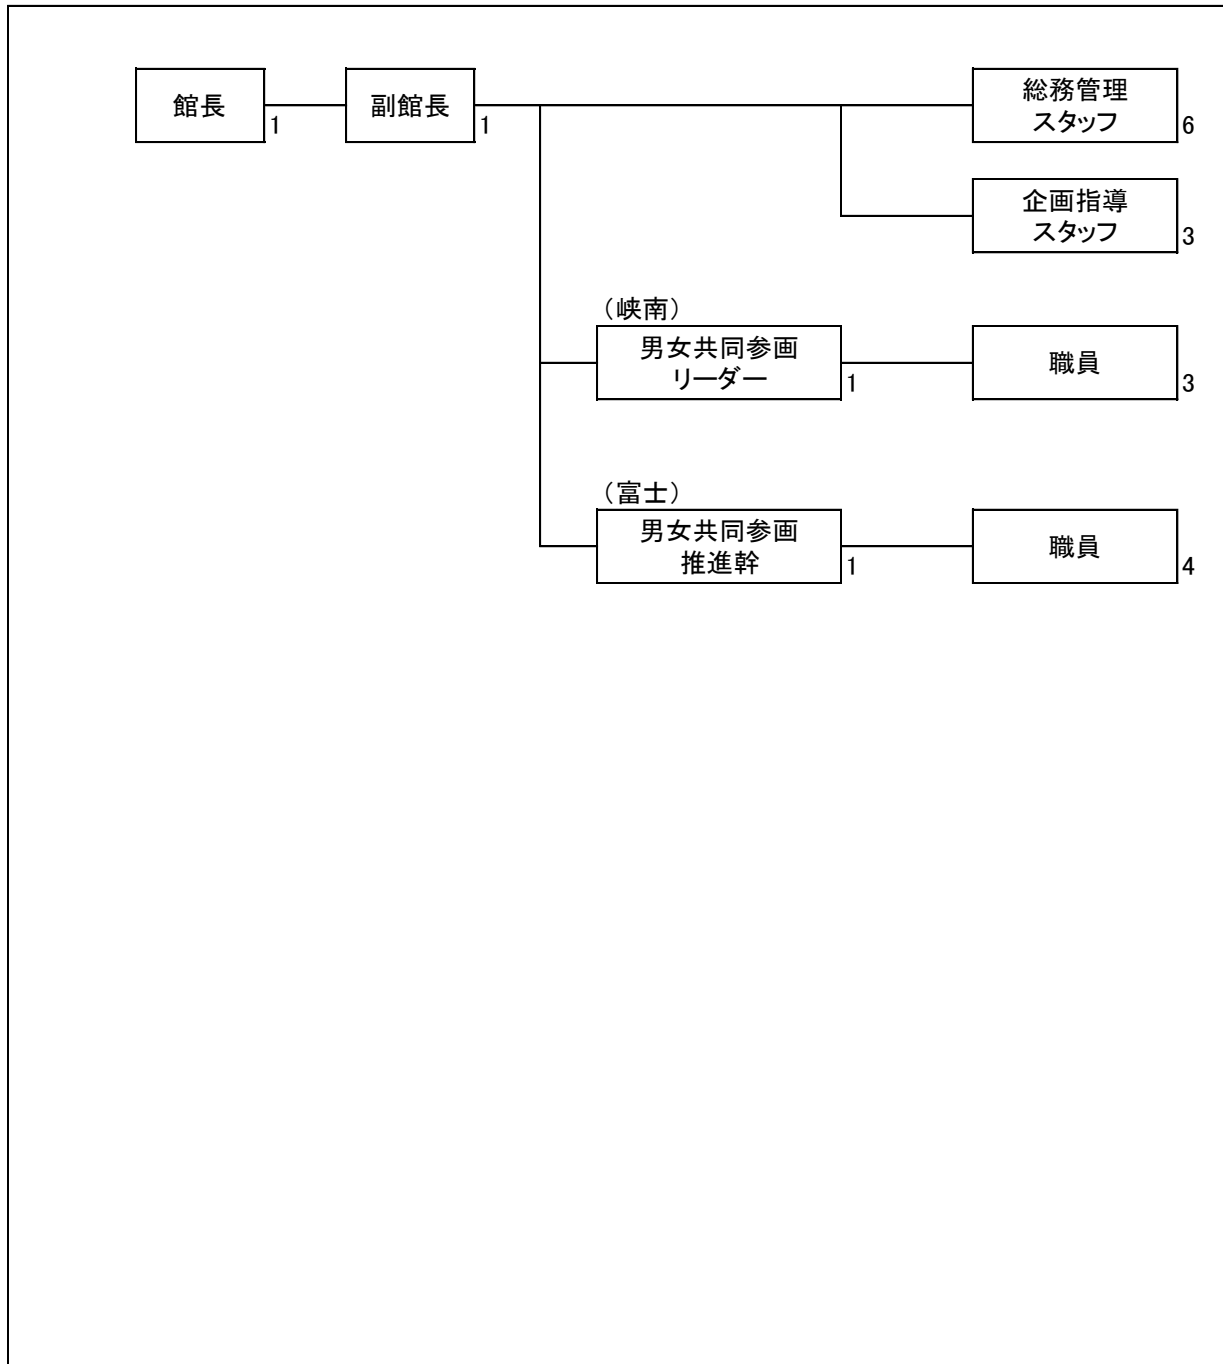 館長
1
副館長
1
総務管理
スタッフ
6
企画指導
スタッフ
3
（峡南）
男女共同参画
リーダー
1
職員
3
（富士）
男女共同参画
推進幹
1
職員
4